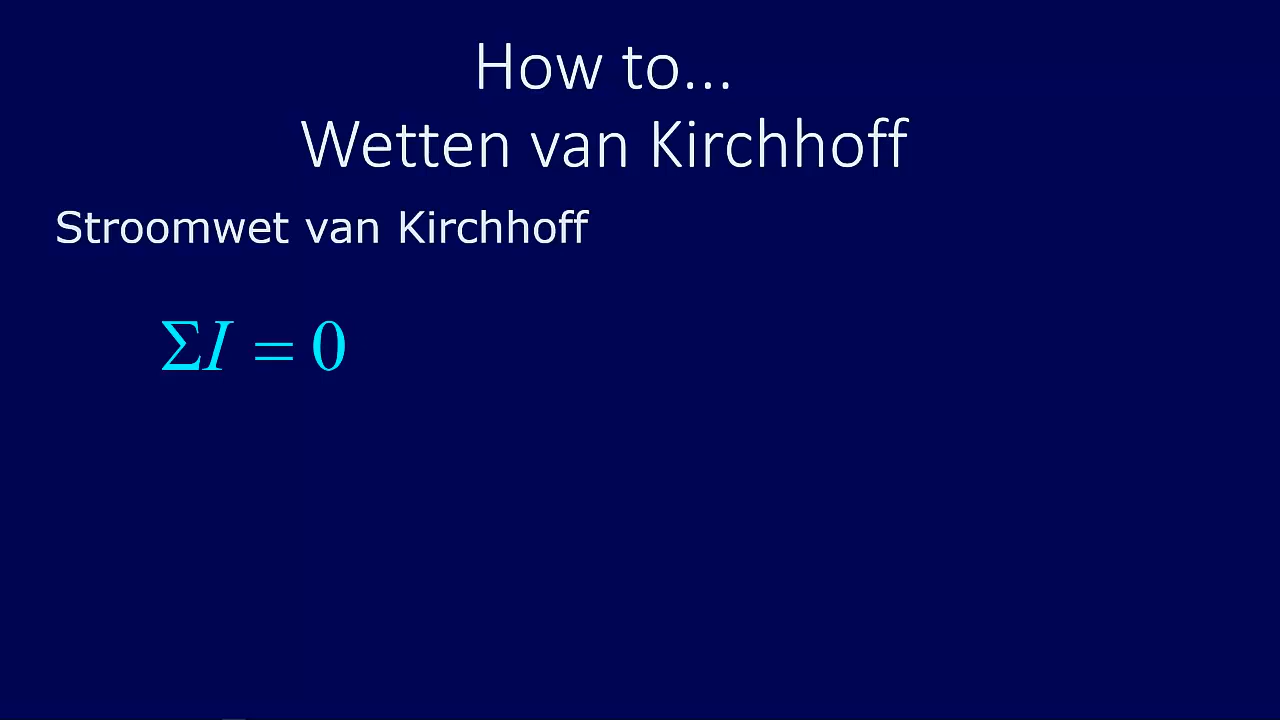 How to...
Wetten van Kirchhoff
Stroomwet van Kirchhoff
ΣI = 0